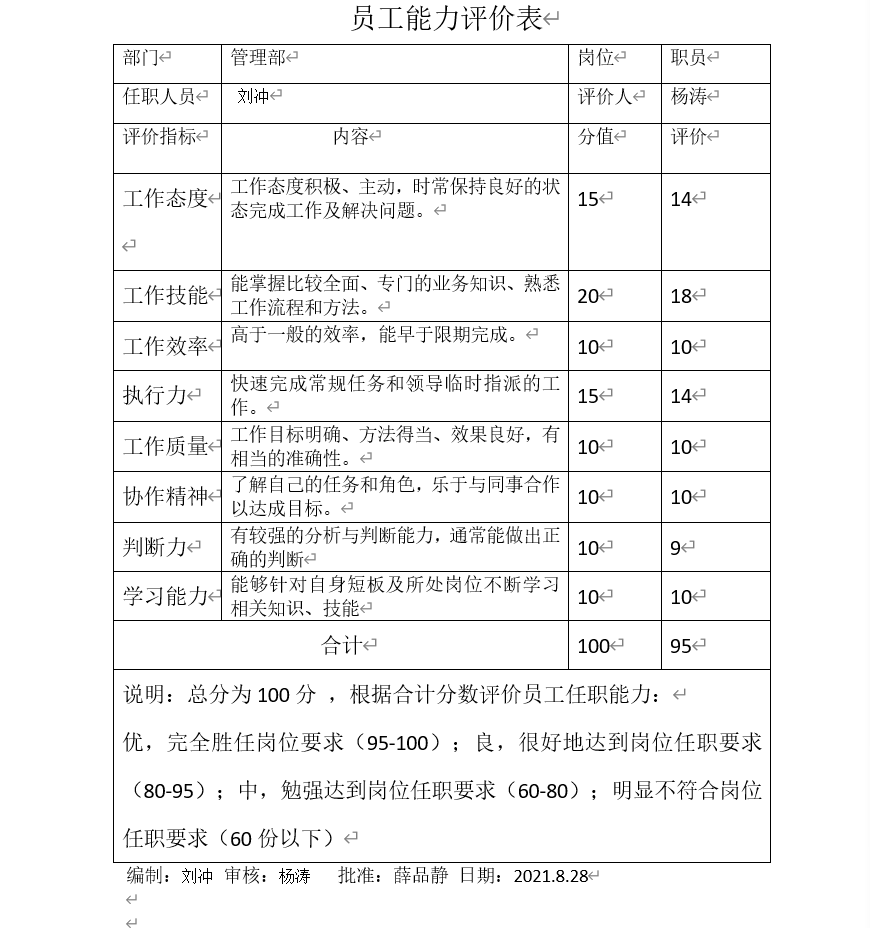 员工能力评价表
部门 管理部 岗位 职员
任职人员 刘冲 评价人 杨涛
评价指标 内容 分值 评价
工作态度 工作态度积极、主动，时常保持良好的状 15 14
态完成工作及解决问题。
工作技能 能掌握比较全面、专门的业务知识、熟悉 20 18
工作流程和方法。
工作效率 高于一般的效率，能早于限期完成。 10 10
执行力 快速完成常规任务和领导临时指派的工 15 14
作。
工作质量 工作目标明确、方法得当、效果良好，有 10 10
相当的准确性。
协作精神 了解自己的任务和角色，乐于与同事合作 10 10
以达成目标。
判断力 有较强的分析与判断能力，通常能做出正 10 9
确的判断
学习能力 能够针对自身短板及所处岗位不断学习 10 10
相关知识、技能
合计 100 95
说明：总分为 100 分 ，根据合计分数评价员工任职能力：
优，完全胜任岗位要求（95-100）；良，很好地达到岗位任职要求
（80-95）；中，勉强达到岗位任职要求（60-80）；明显不符合岗位
任职要求（60 份以下）
编制：刘冲 审核：杨涛 批准：薛品静 日期：2021.8.28